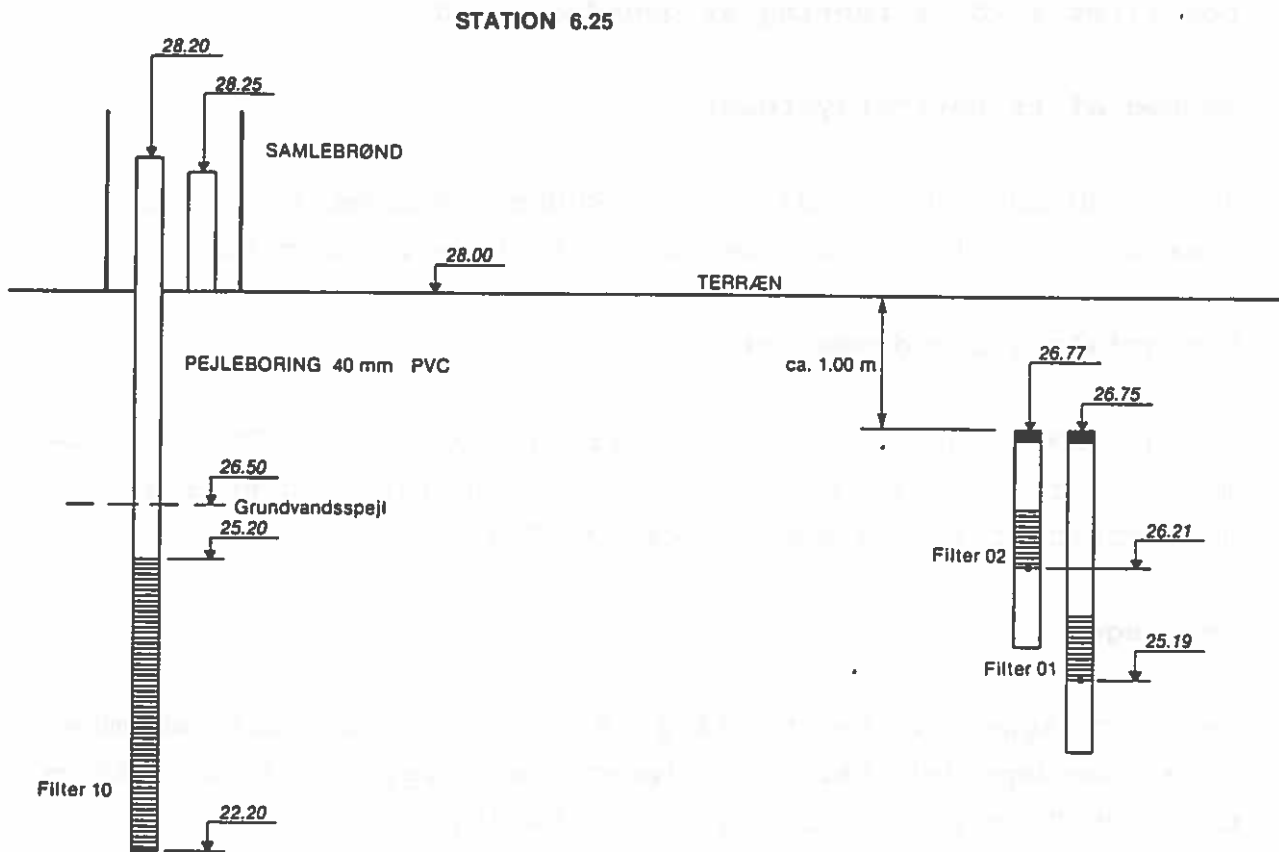 STATION 6.25
28.20
28.25
SAMLEBRØND
28.00
TERRÆN
PEJLEBORING 40 mm PVC
ca. 1.00 m
26.77
26.75
26.50
Grundvandsspejl
25.20
Filter 02
26.21
Filter 01
25.19
Filter 10
22.20